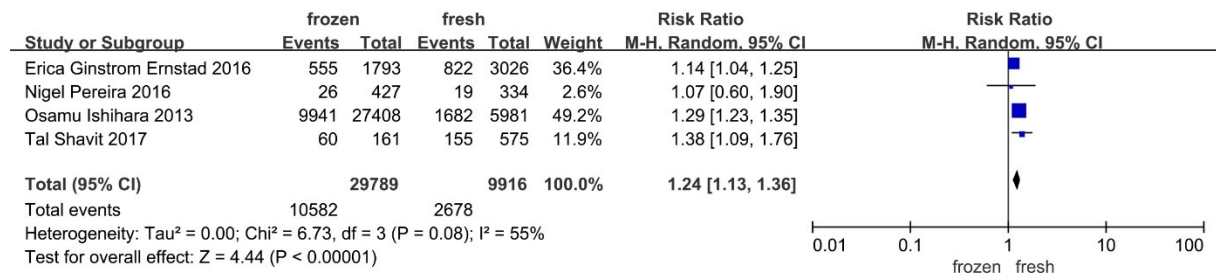 frozen fresh Risk Ratio Risk Ratio
Study or Subgroup Events Total Events Total Weight M-H, Random, 95% CI M-H, Random, 95% CI
Erica Ginstrom Ernstad 2016 555 1793 822 3026 36.4% 1.14 [1.04, 1.25]
Nigel Pereira 2016 26 427 19 334 2.6% 1.07 [0.60, 1.90]
Osamu Ishihara 2013 9941 27408 1682 5981 49.2% 1.29 [1.23, 1.35]
Tal Shavit 2017 60 161 155 575 11.9% 1.38 [1.09, 1.76]
Total (95% CI) 29789 9916 100.0% 1.24 [1.13, 1.36]
Total events 10582 2678
Heterogeneity: Tau² = 0.00; Chi² = 6.73, df = 3 (P = 0.08); I² = 55%
Test for overall effect: Z = 4.44 (P < 0.00001)
0.01 0.1 1 10 100
frozen fresh